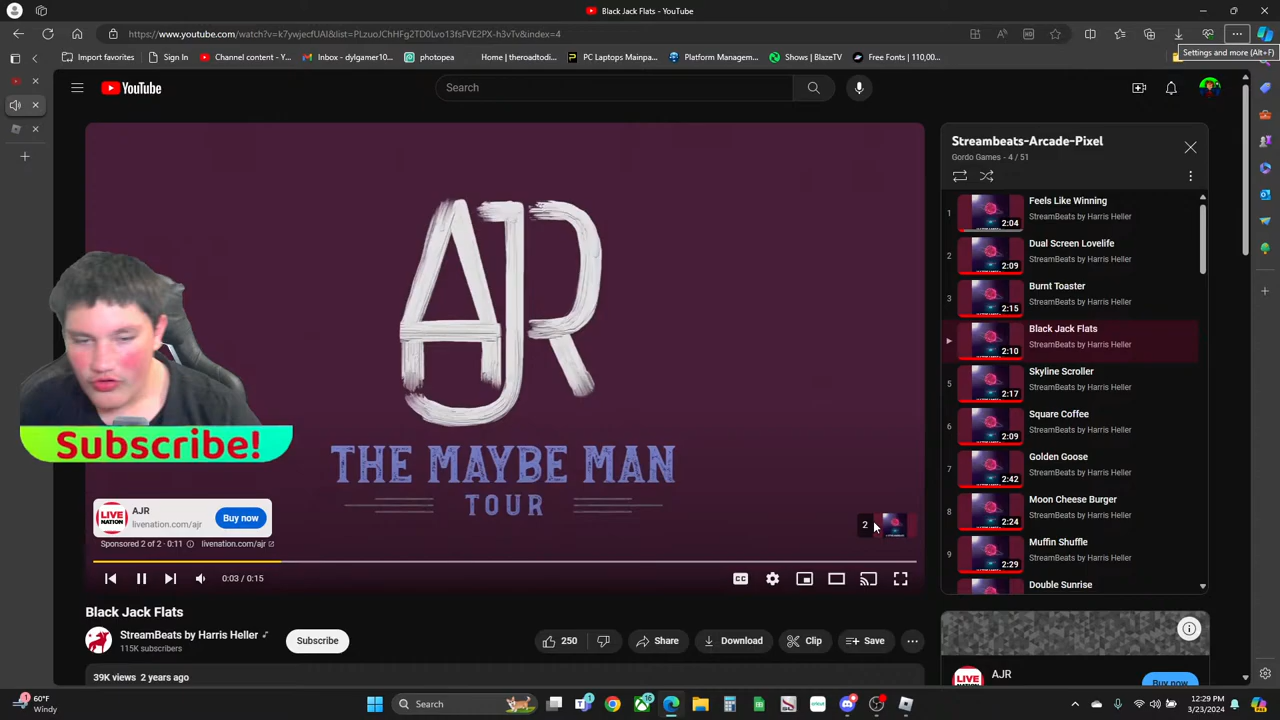 Black Jack Flats - YouTube
https://www.youtube.com/watch?v=k7ywjecfUAI&list=PLzuoJChHFg2TD0Lvo13fsFVE2PX-h3vTv&index=4
Settings and more (Alt+F)
Import favorites
Sign In
Channel content - Y...
Inbox - dylgamer10...
photopea
Dashboard | themed...
PC Laptops Mainpa...
Platform Managem...
Shows | BlazeTV
Free Fonts | 110,00...
YouTube
Search
AJR
THE MAYBE MAN
TOUR
Subscribe!
LIVE NATION
AJR
livenation.com/ajr
Buy now
Sponsored 2 of 2 · 0:11
livenation.com/ajr
2
0:03 / 0:15
CC
Black Jack Flats
StreamBeats by Harris Heller
115K subscribers
Subscribe
250
Share
Download
Clip
Save
39K views 2 years ago
Streambeats-Arcade-Pixel
Gordo Games - 4 / 51
1
2:04
Feels Like Winning
StreamBeats by Harris Heller
2
2:09
Dual Screen Lovelife
StreamBeats by Harris Heller
3
2:15
Burnt Toaster
StreamBeats by Harris Heller
2:10
Black Jack Flats
StreamBeats by Harris Heller
5
2:17
Skyline Scroller
StreamBeats by Harris Heller
6
2:09
Square Coffee
StreamBeats by Harris Heller
7
2:42
Golden Goose
StreamBeats by Harris Heller
8
2:24
Moon Cheese Burger
StreamBeats by Harris Heller
9
2:29
Muffin Shuffle
StreamBeats by Harris Heller
Double Sunrise
LIVE
AJR
Buy now
60°F
Windy
Search
12:29 PM
3/23/2024